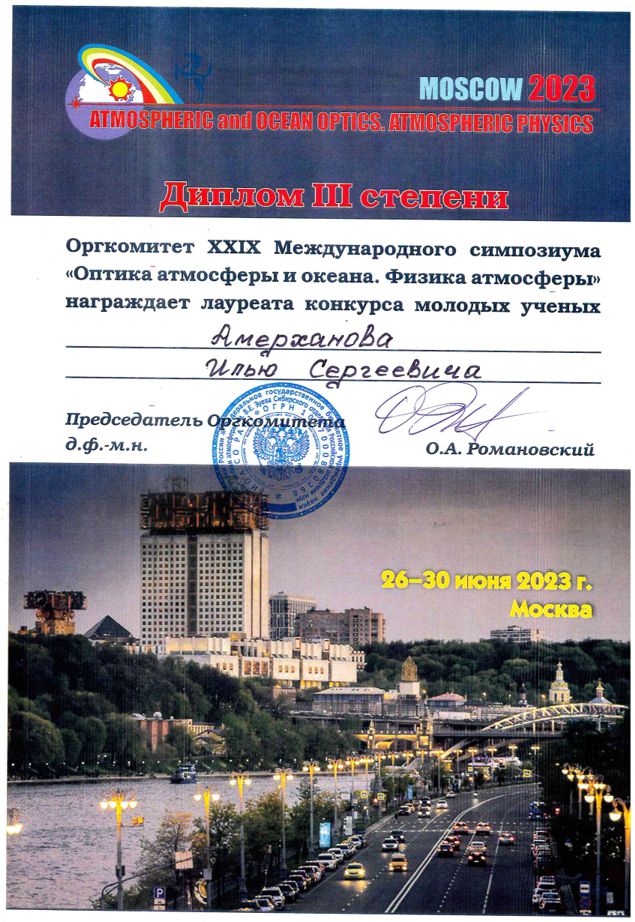 MOSCOW 2023
ATMOSPHERIC and OCEAN OPTICS. ATMOSPHERIC PHYSICS
Диплом III степени
Оргкомитет XXIX Международного симпозиума
«Оптика атмосферы и океана. Физика атмосферы»
награждает лауреата конкурса молодых ученых
Амерханова
Илью Сергеевича
Председатель Оргкомитета
д.ф.-м.н.
О.А. Романовский
26–30 июня 2023 г.
Москва
P